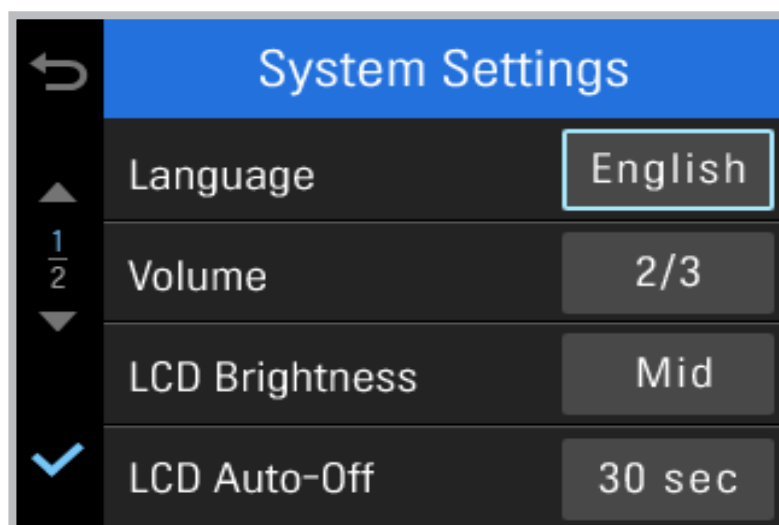 System Settings
Language English
1
2
Volume 2/3
LCD Brightness Mid
LCD Auto-Off 30 sec